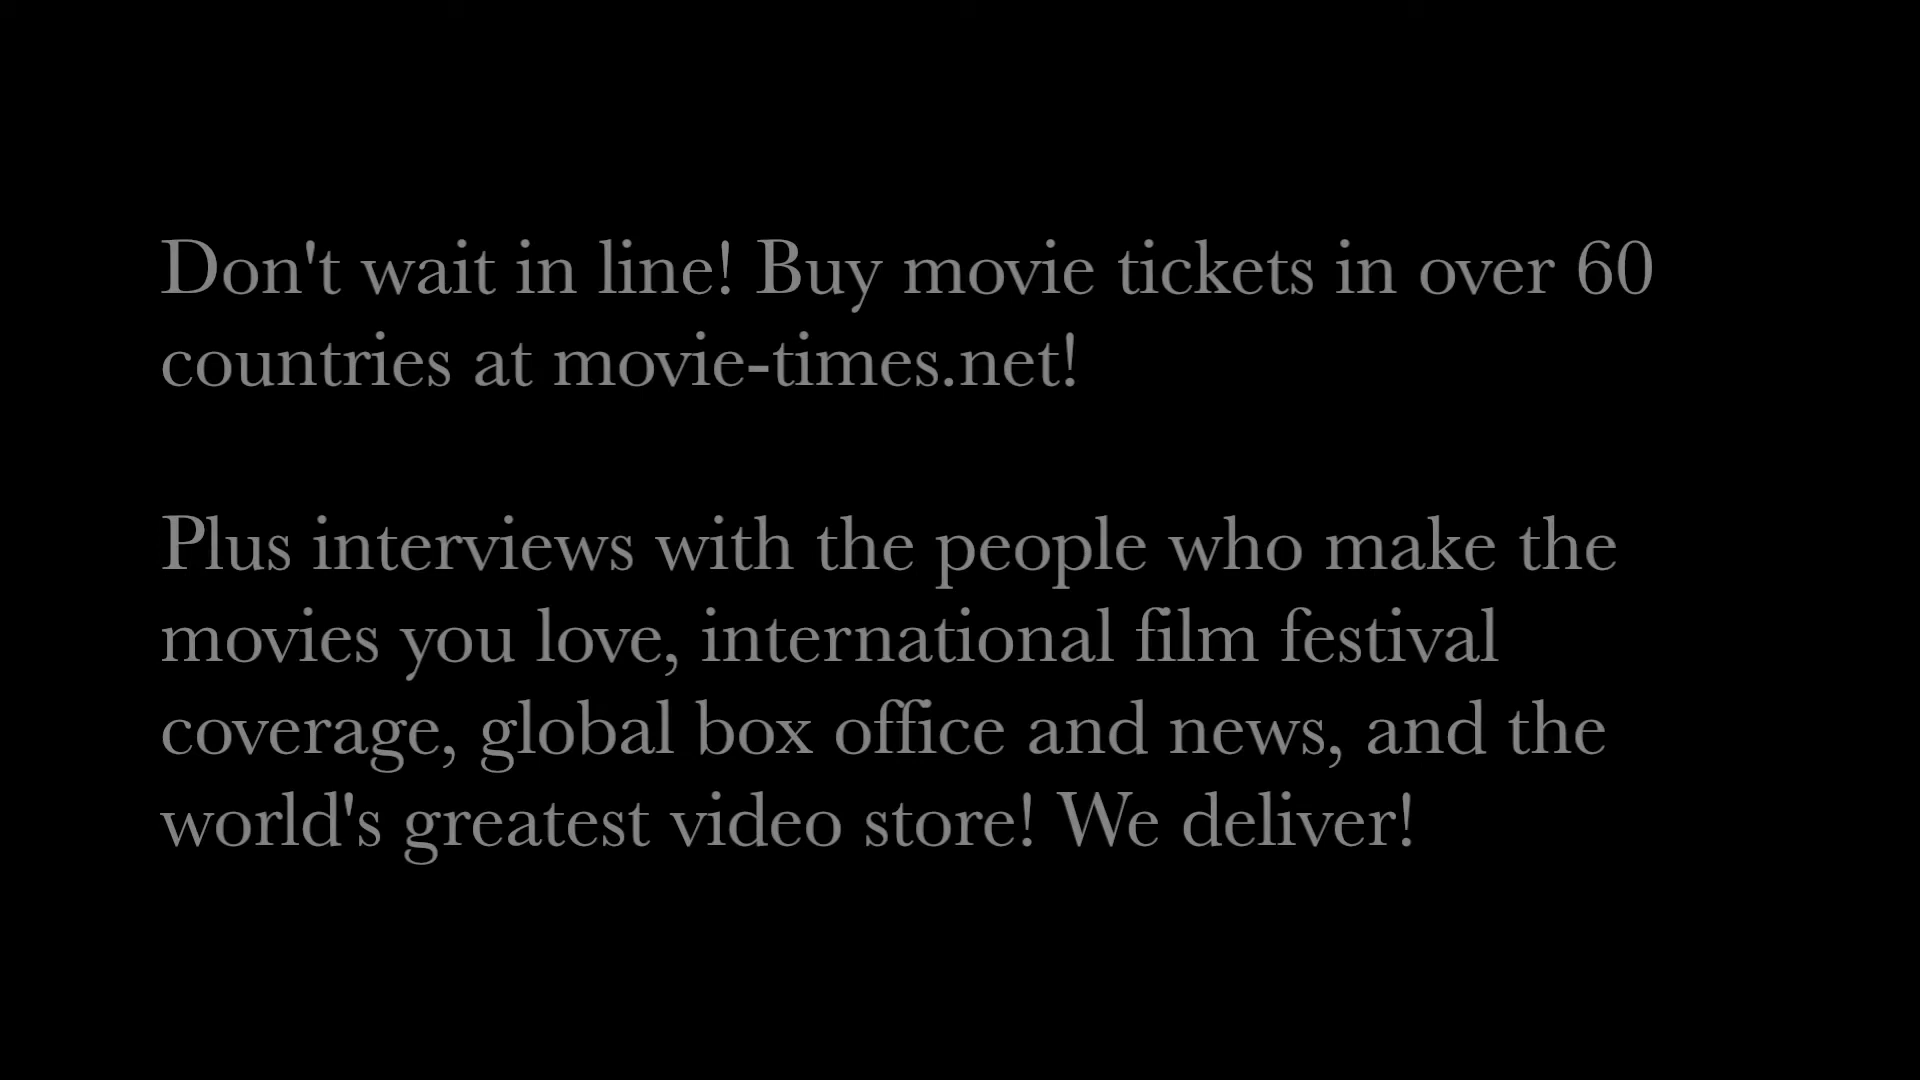 Don't wait in line! Buy movie tickets in over 60
countries at movie-times.net!
Plus interviews with the people who make the
movies you love, international film festival
coverage, global box office and news, and the
world's greatest video store! We deliver!